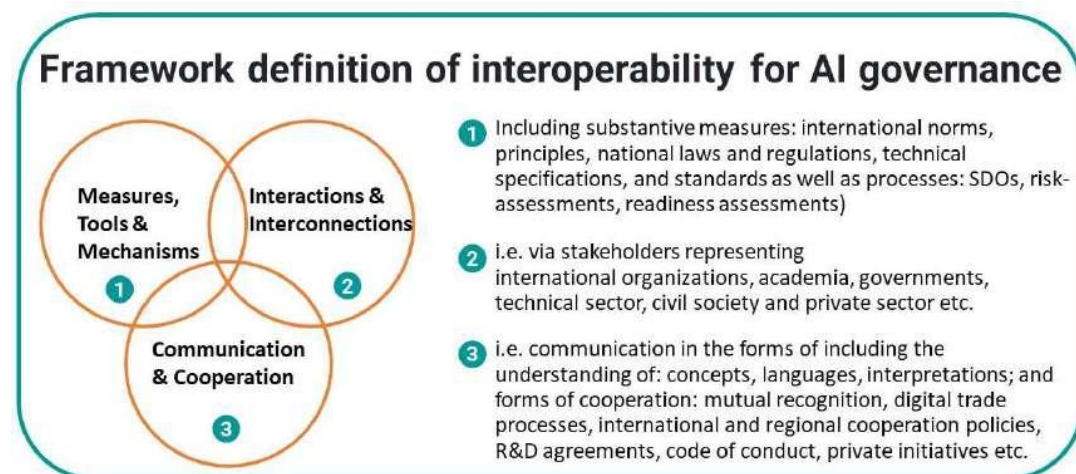 Framework definition of interoperability for AI governance
Measures,
Tools &
Mechanisms
1
Interactions &
Interconnections
2
Communication
& Cooperation
3
1 Including substantive measures: international norms,
principles, national laws and regulations, technical
specifications, and standards as well as processes: SDOs, risk-
assessments, readiness assessments)
2 i.e. via stakeholders representing
international organizations, academia, governments,
technical sector, civil society and private sector etc.
3 i.e. communication in the forms of including the
understanding of: concepts, languages, interpretations; and
forms of cooperation: mutual recognition, digital trade
processes, international and regional cooperation policies,
R&D agreements, code of conduct, private initiatives etc.